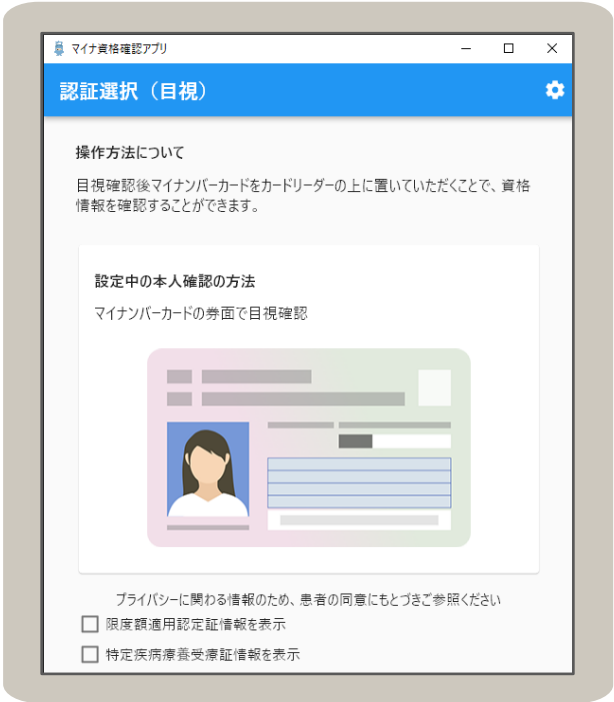 マイナ資格確認アプリ
認証選択（目視）
操作方法について
目視確認後マイナンバーカードをカードリーダーの上に置いていただくことで、資格
情報を確認することができます。
設定中の本人確認の方法
マイナンバーカードの券面で目視確認
プライバシーに関わる情報のため、患者の同意にもとづきご参照ください
限度額適用認定証情報を表示
特定疾病療養受療証情報を表示